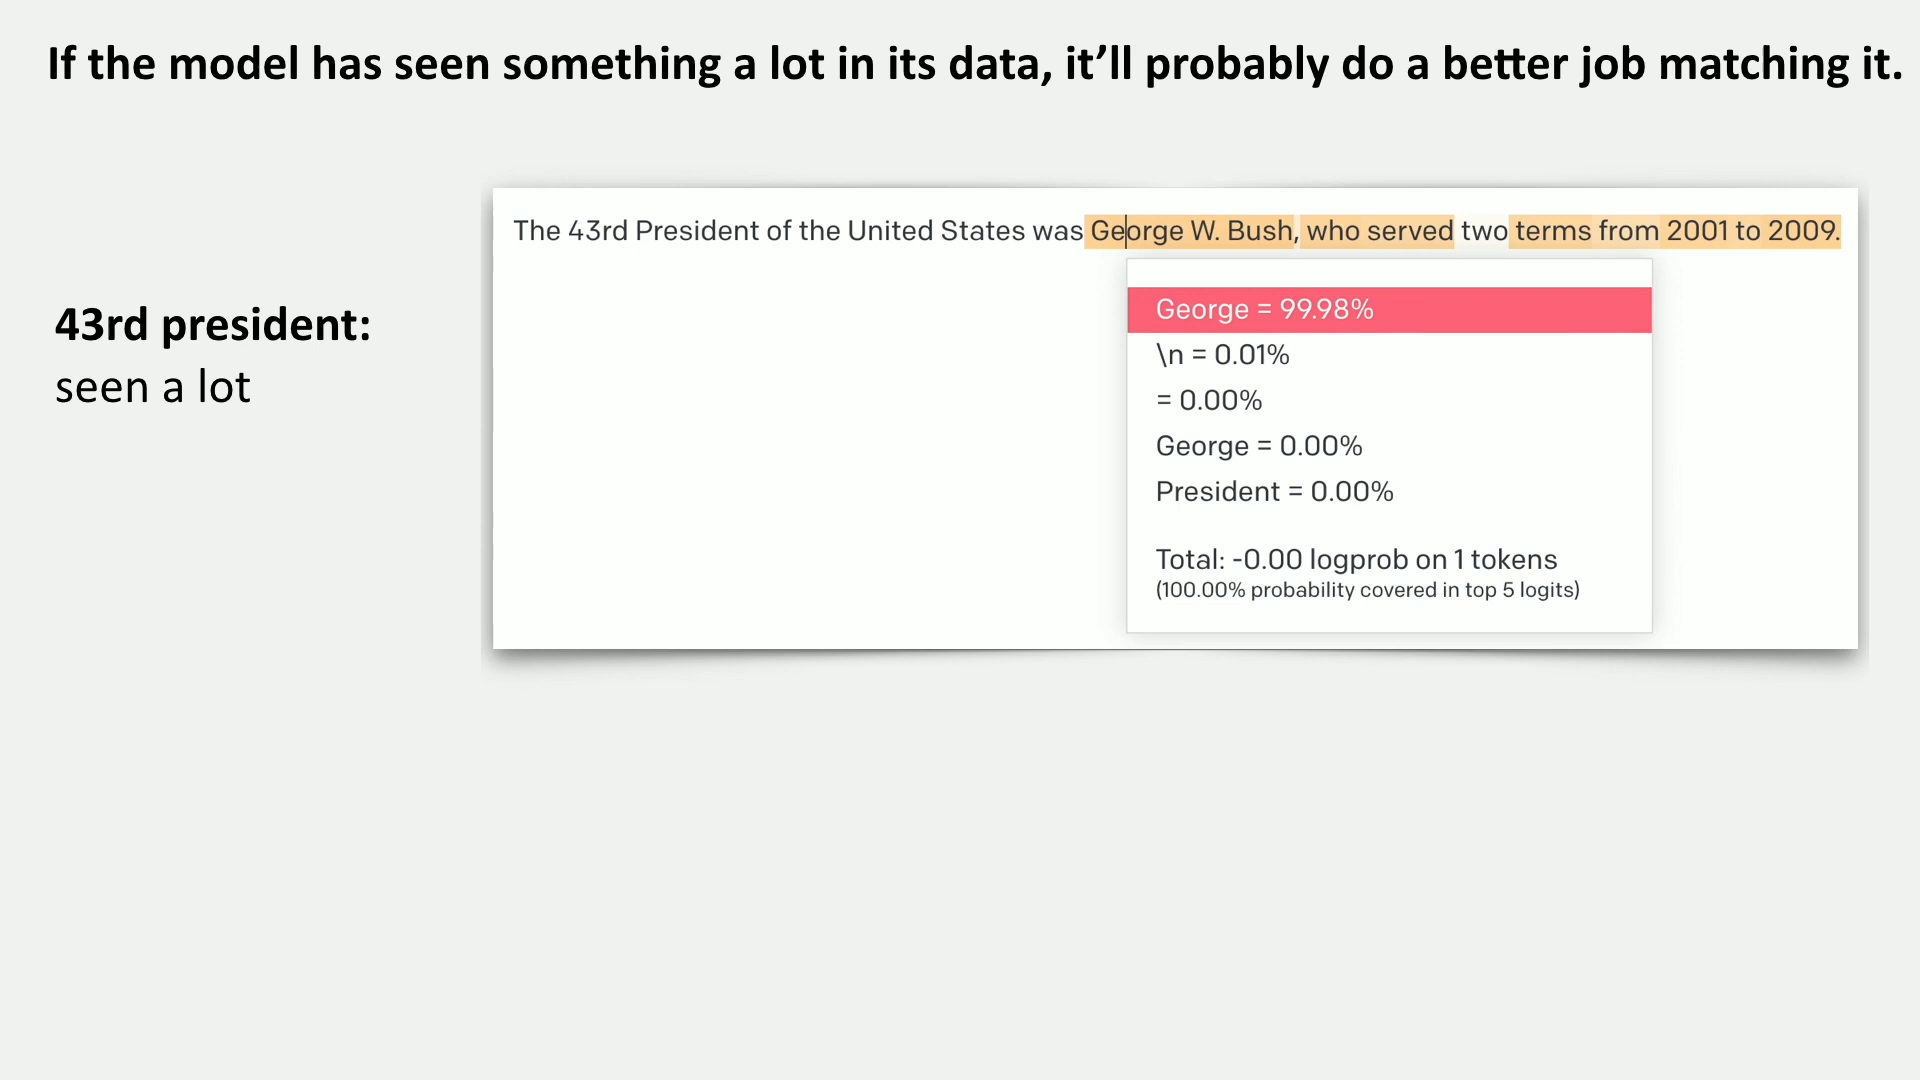 If the model has seen something a lot in its data, it’ll probably do a better job matching it.
The 43rd President of the United States was George W. Bush, who served two terms from 2001 to 2009.
43rd president:
seen a lot
George = 99.98%
\n = 0.01%
= 0.00%
George = 0.00%
President = 0.00%
Total: -0.00 logprob on 1 tokens
(100.00% probability covered in top 5 logits)